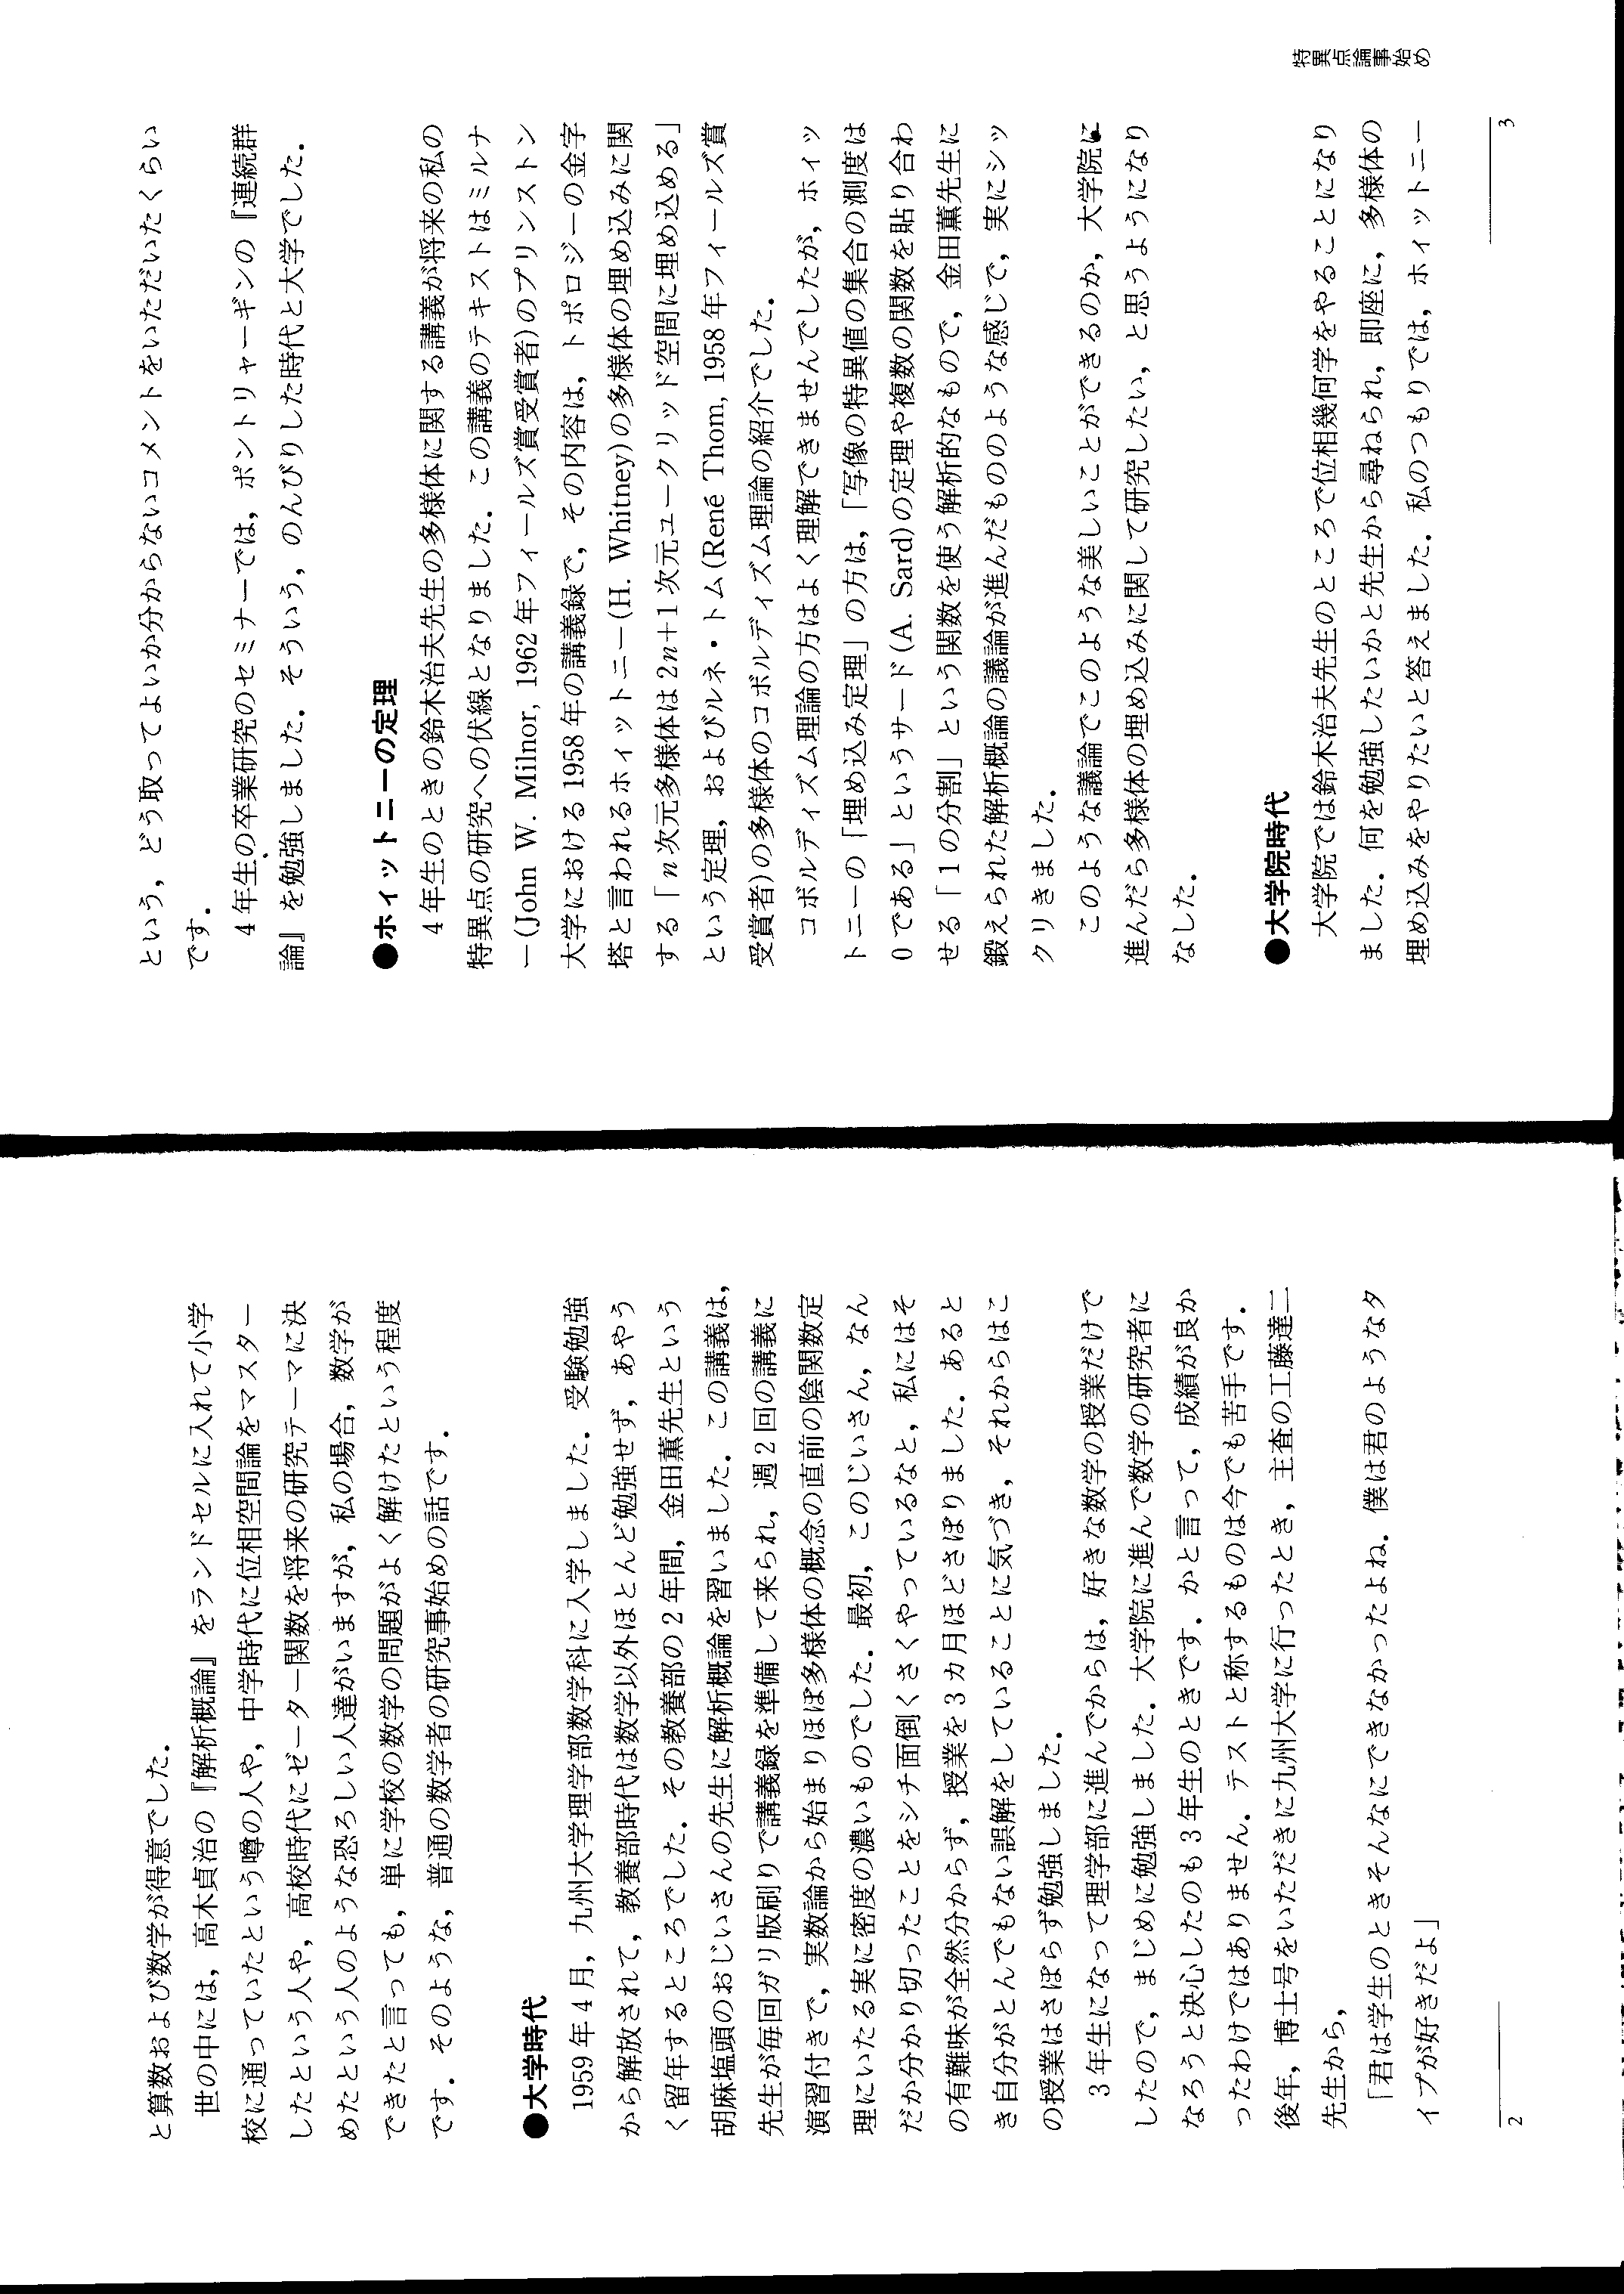 と算数および数学が得意でした．
世の中には，高木貞治の『解析概論』をランドセルに入れて小学
校に通っていたという噂の人や，中学時代に位相空間論をマスター
したという人や，高校時代にゼーター関数を将来の研究テーマに決
めたという人のような恐ろしい人達がいますが，私の場合，数学が
できたと言っても，単に学校の数学の問題がよく解けたという程度
です．そのような，普通の数学者の研究事始めの話です．
●大学時代
1959年4月，九州大学理学部数学科に入学しました．受験勉強
から解放されて，教養部時代は数学以外ほとんど勉強せず，あやう
く留年するところでした．その教養部の2年間，金田薫先生という
胡麻塩頭のおじいさんの先生に解析概論を習いました．この講義は，
先生が毎回ガリ版刷りで講義録を準備して来られ，週2回の講義に
演習付きで，実数論から始まりほぼ多様体の概念の直前の陰関数定
理にいたる実に密度の濃いものでした．最初，このじいさん，なん
だか分かり切ったことをシチ面倒くさくやっているなと，私にはそ
の有難味が全然分からず，授業を3カ月ほどさぼりました．あると
き自分がとんでもない誤解をしていることに気づき，それからはこ
の授業はさぼらず勉強しました．
3年生になって理学部に進んでからは，好きな数学の授業だけで
したので，まじめに勉強しました．大学院に進んで数学の研究者に
なろうと決心したのも3年生のときです．かと言って，成績が良か
ったわけではありません．テストと称するものは今でも苦手です．
後年，博士号をいただきに九州大学に行ったとき，主査の工藤達二
先生から，
「君は学生のときそんなにできなかったよね．僕は君のようなタ
イプが好きだよ」
2
という，どう取ってよいか分からないコメントをいただいたくらい
です．
4年生の卒業研究のセミナーでは，ポントリャーギンの『連続群
論』を勉強しました．そういう，のんびりした時代と大学でした．
●ホィットニーの定理
4年生のときの鈴木治夫先生の多様体に関する講義が将来の私の
特異点の研究への伏線となりました．この講義のテキストはミルナ
ー(John W. Milnor, 1962年フィールズ賞受賞者)のプリンストン
大学における1958年の講義録で，その内容は，トポロジーの金字
塔と言われるホィットニー(H. Whitney)の多様体の埋め込みに関
する「n次元多様体は2n+1次元ユークリッド空間に埋め込める」
という定理，およびルネ・トム(René Thom, 1958年フィールズ賞
受賞者)の多様体のコボルディズム理論の紹介でした．
コボルディズム理論の方はよく理解できませんでしたが，ホィッ
トニーの「埋め込み定理」の方は，「写像の特異値の集合の測度は
0である」というサード(A. Sard)の定理や複数の関数を貼り合わ
せる「1の分割」という関数を使う解析的なもので，金田薫先生に
鍛えられた解析概論の議論が進んだもののような感じで，実にシッ
クリきました．
このような議論でこのような美しいことができるのか，大学院に
進んだら多様体の埋め込みに関して研究したい，と思うようになり
なした．
●大学院時代
大学院では鈴木治夫先生のところで位相幾何学をやることになり
ました．何を勉強したいかと先生から尋ねられ，即座に，多様体の
埋め込みをやりたいと答えました．私のつもりでは，ホィットニー
特異点論事始め
3